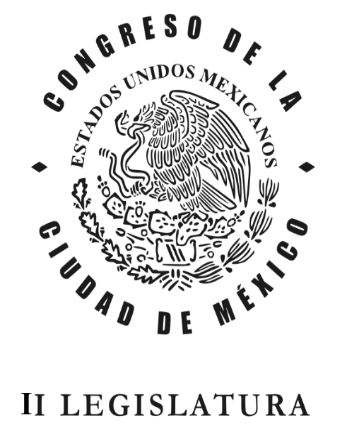 CONGRESO DE LA
ESTADOS UNIDOS MEXICANOS
CIUDAD DE MÉXICO
II LEGISLATURA